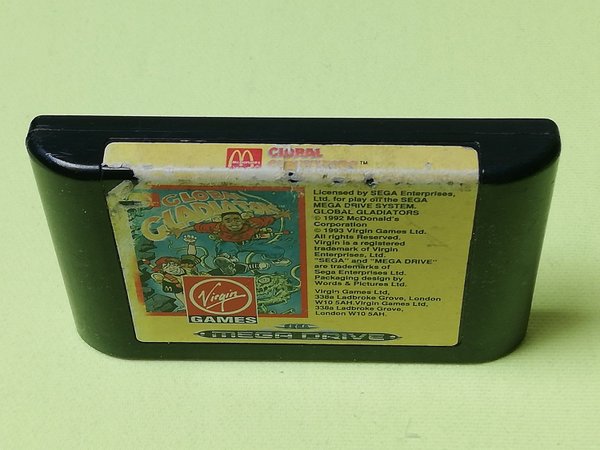 McDonald's GLOBAL GLADIATORS™
GLOBAL
GLADIATORS
Virgin
GAMES
Licensed by SEGA Enterprises,
Ltd. for play on the SEGA
MEGA DRIVE SYSTEM.
GLOBAL GLADIATORS
© 1992 McDonald's
Corporation
© 1993 Virgin Games Ltd.
All rights Reserved.
Virgin is a registered
trademark of Virgin
Enterprises, Ltd.
"SEGA" and "MEGA DRIVE"
are trademarks of
Sega Enterprises Ltd.
Packaging design by
Words & Pictures Ltd.
Virgin Games Ltd,
338a Ladbroke Grove, London
W10 5AH.Virgin Games Ltd,
338a Ladbroke Grove,
London W10 5AH.
SEGA
MEGA DRIVE